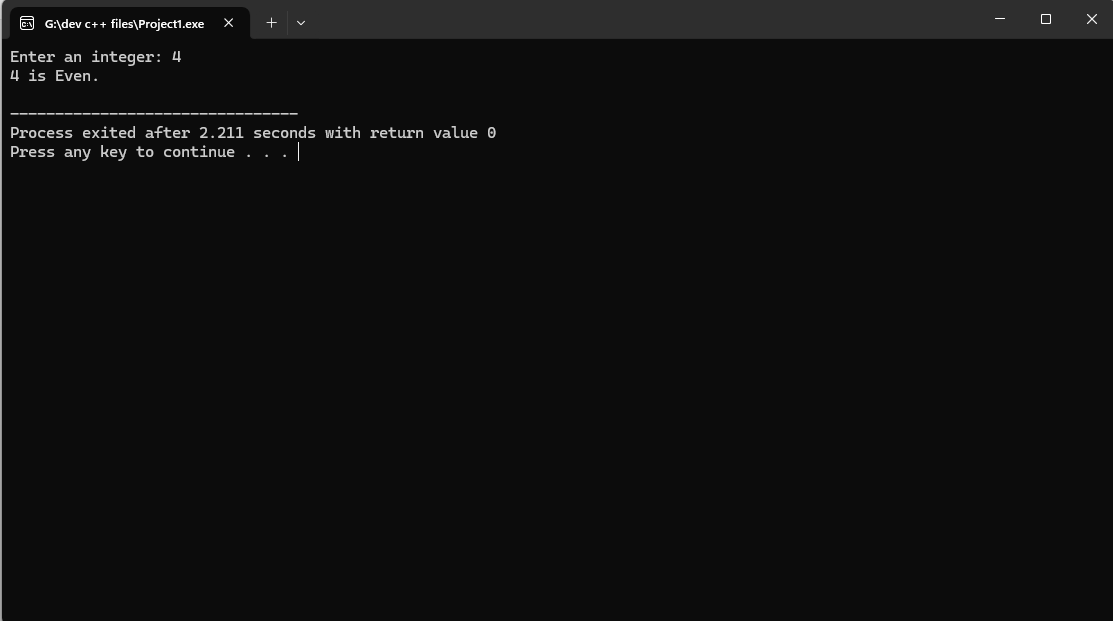 G:\dev c++ files\Project1.exe
Enter an integer: 4
4 is Even.
--------------------------------
Process exited after 2.211 seconds with return value 0
Press any key to continue . . .